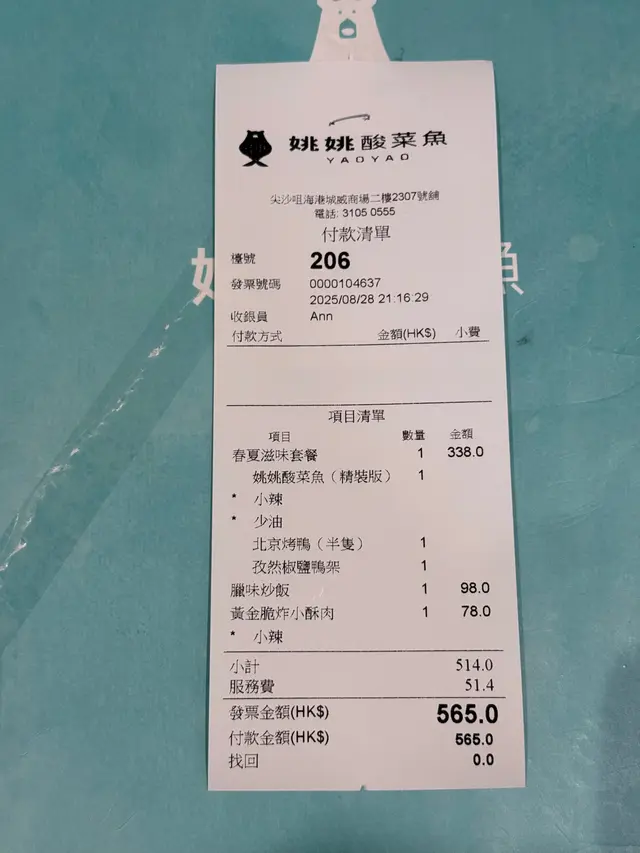 姚姚酸菜魚
YAOYAO
尖沙咀海港城威商場二樓2307號舖
電話: 3105 0555
付款清單
檯號 206
發票號碼 0000104637
2025/08/28 21:16:29
收銀員 Ann
付款方式 金額(HK$) 小費
項目清單
項目 數量 金額
春夏滋味套餐 1 338.0
姚姚酸菜魚（精裝版） 1
* 小辣
* 少油
北京烤鴨（半隻） 1
孜然椒鹽鴨架 1
臘味炒飯 1 98.0
黃金脆炸小酥肉 1 78.0
* 小辣
小計 514.0
服務費 51.4
發票金額(HK$) 565.0
付款金額(HK$) 565.0
找回 0.0